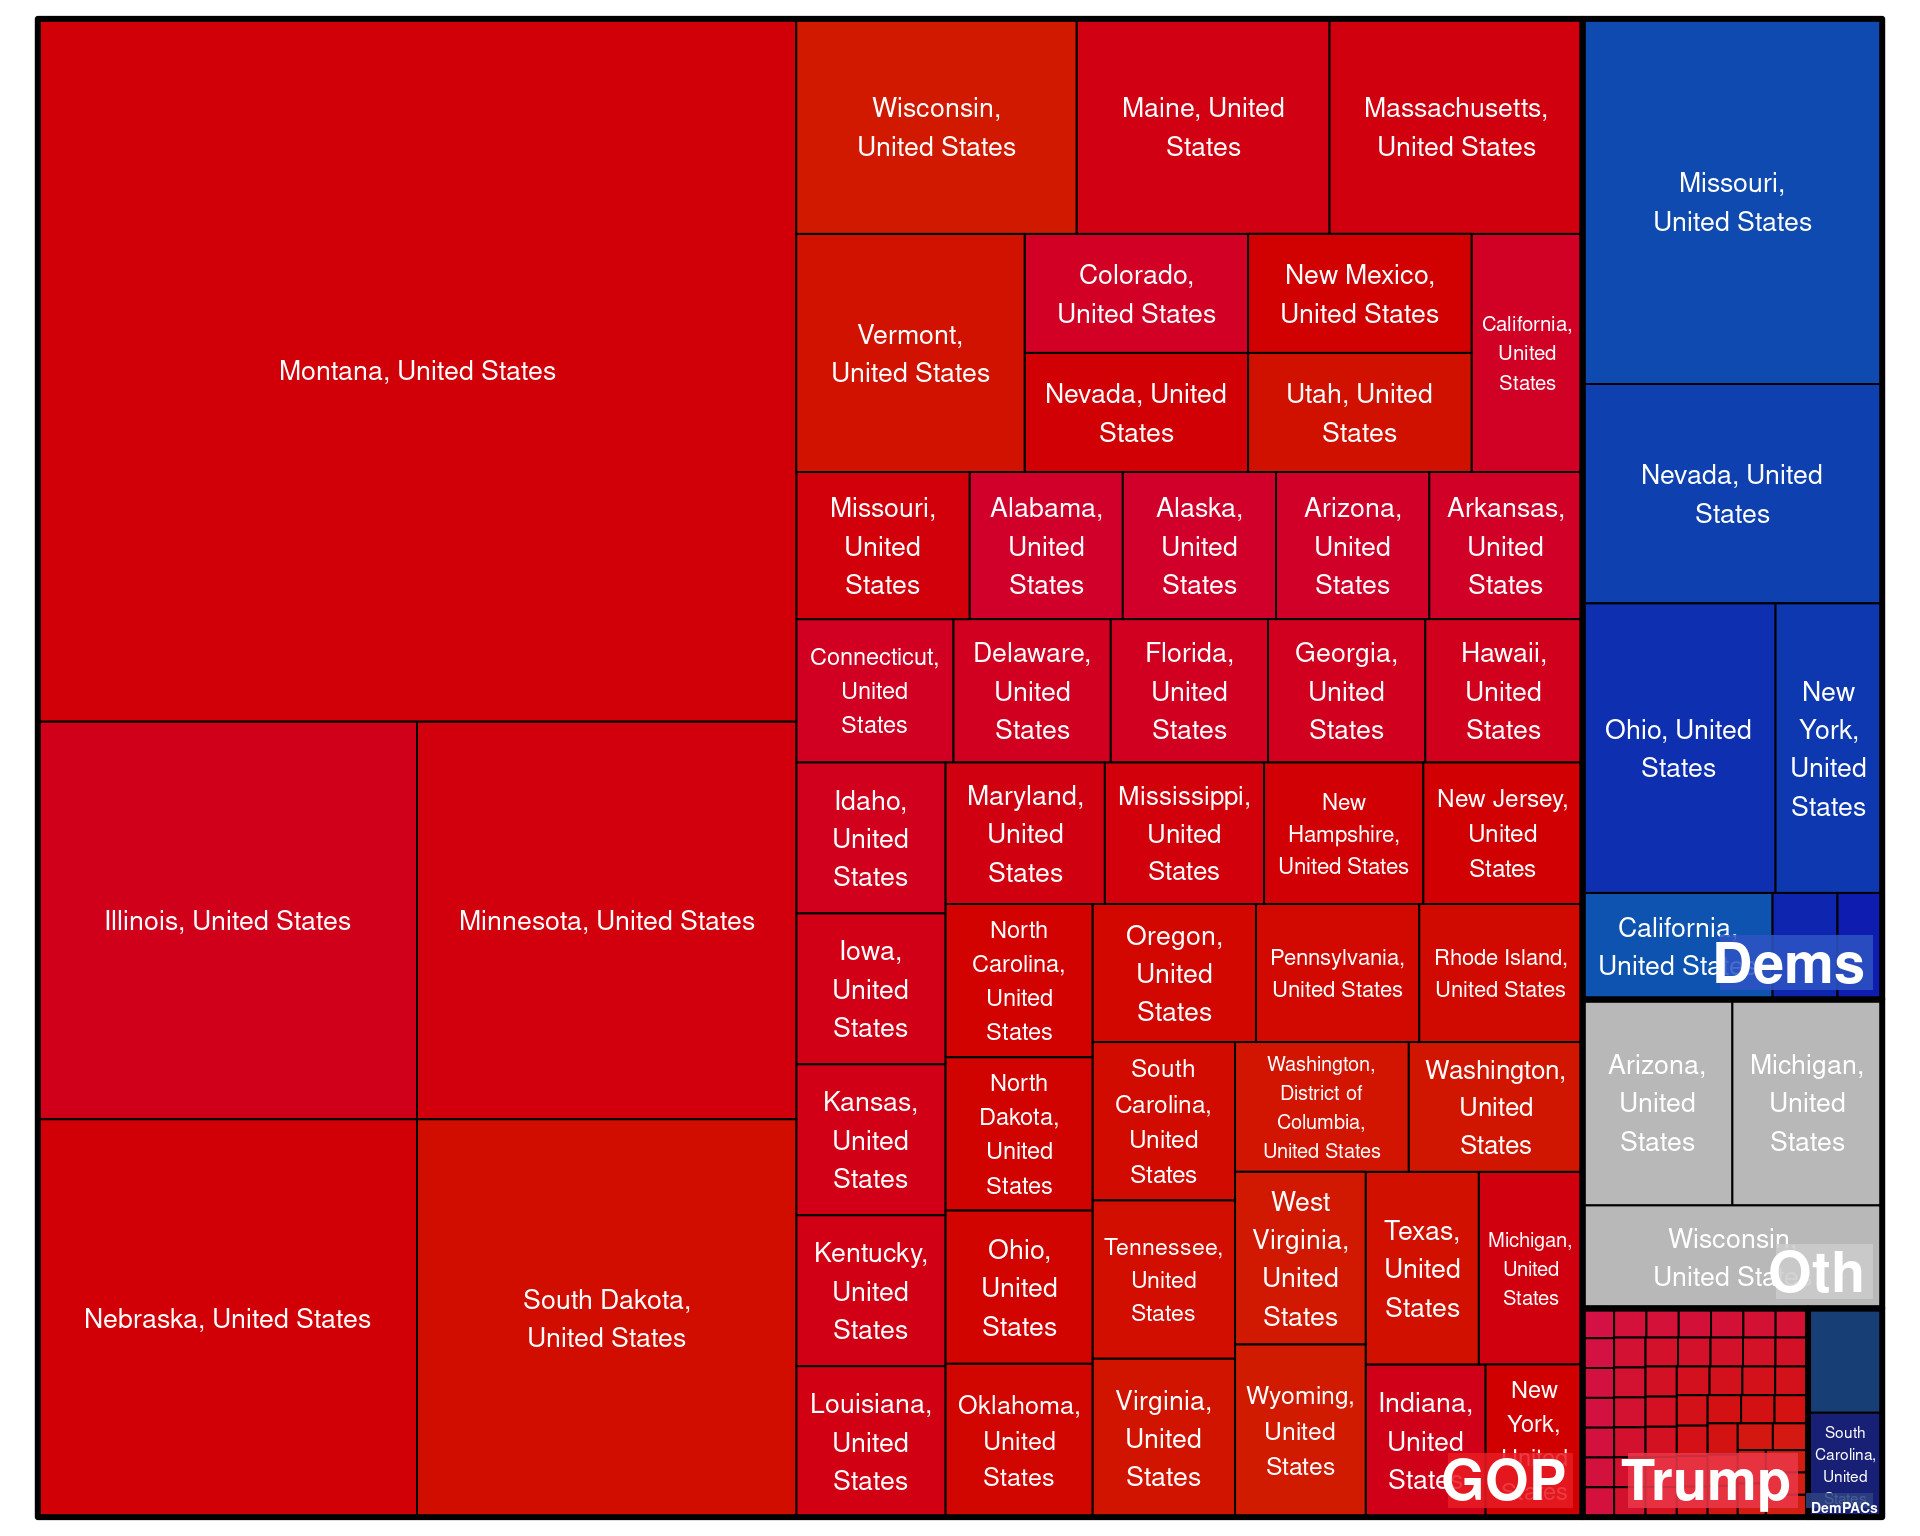 Montana, United States
Illinois, United States
Minnesota, United States
Nebraska, United States
South Dakota,
United States
Wisconsin,
United States
Maine, United
States
Massachusetts,
United States
Vermont,
United States
Colorado,
United States
New Mexico,
United States
California,
United
States
Nevada, United
States
Utah, United
States
Missouri,
United
States
Alabama,
United
States
Alaska,
United
States
Arizona,
United
States
Arkansas,
United
States
Connecticut,
United
States
Delaware,
United
States
Florida,
United
States
Georgia,
United
States
Hawaii,
United
States
Idaho,
United
States
Maryland,
United
States
Mississippi,
United
States
New
Hampshire,
United States
New Jersey,
United
States
Iowa,
United
States
North
Carolina,
United
States
Oregon,
United
States
Pennsylvania,
United States
Rhode Island,
United States
Kansas,
United
States
North
Dakota,
United
States
South
Carolina,
United
States
Washington,
District of
Columbia,
United States
Washington,
United
States
Kentucky,
United
States
Ohio,
United
States
Tennessee,
United
States
West
Virginia,
United
States
Texas,
United
States
Michigan,
United
States
Louisiana,
United
States
Oklahoma,
United
States
Virginia,
United
States
Wyoming,
United
States
Indiana,
United
States
New
York,
United
States
GOP
Missouri,
United States
Nevada, United
States
Ohio, United
States
New
York,
United
States
California,
United States
Dems
Arizona,
United
States
Michigan,
United
States
Wisconsin,
United States
Oth
Trump
South
Carolina,
United
States
DemPACs